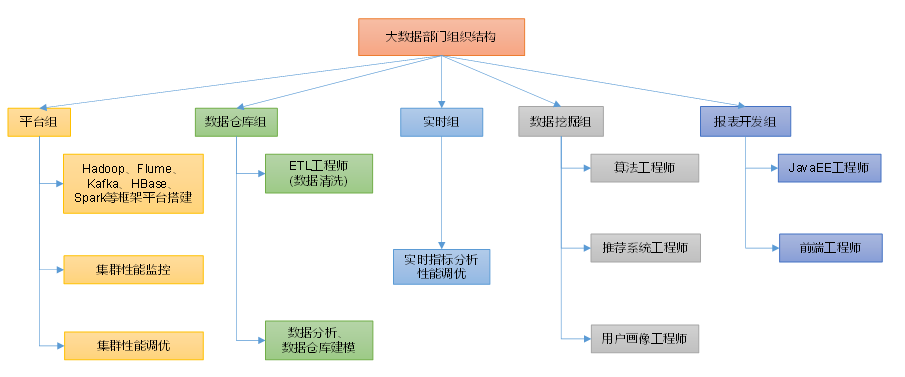 大数据部门组织结构
平台组
数据仓库组
实时组
数据挖掘组
报表开发组
Hadoop、Flume、
Kafka、HBase、
Spark等框架平台搭建
集群性能监控
集群性能调优
ETL工程师
(数据清洗)
数据分析、
数据仓库建模
实时指标分析
性能调优
算法工程师
推荐系统工程师
用户画像工程师
JavaEE工程师
前端工程师